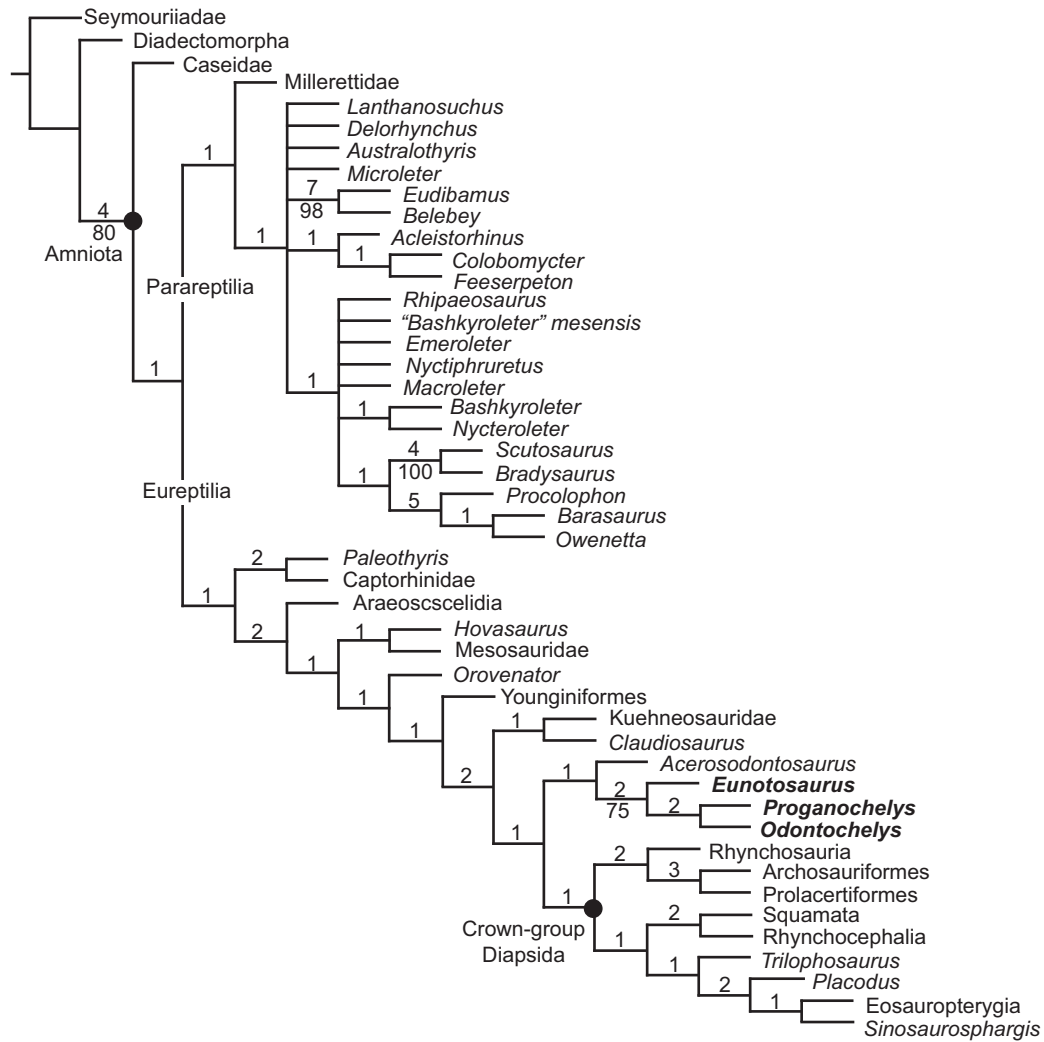 Seymouriidae
Diadectomorpha
Caseidae
Millerettidae
Lanthanosuchus
Delorhynchus
Australothyris
Microleter
1
7
98
Eudibamus
Belebey
4
80
Amniota
1
1
Acleistorhinus
1
Colobomycter
Feeserpeton
Parareptilia
Rhipaeosaurus
“Bashkyroleter” mesensis
Emeroleter
Nyctiphruretus
Macroleter
1
1
1
Bashkyroleter
Nycteroleter
4
100
Scutosaurus
Bradysaurus
1
Eureptilia
5
Procolophon
1
Barasaurus
Owenetta
2
Paleothyris
Captorhinidae
1
Araeoscscelidia
2
1
Hovasaurus
Mesosauridae
1
Orovenator
1
Younginiformes
1
1
Kuehneosauridae
Claudiosaurus
2
Acerosodontosaurus
1
2
75
Eunotosaurus
2
Proganochelys
Odontochelys
1
2
Rhynchosauria
3
Archosauriformes
Prolacertiformes
1
Crown-group
Diapsida
2
Squamata
Rhynchocephalia
1
Trilophosaurus
1
2
Placodus
1
Eosauropterygia
Sinosaurosphargis